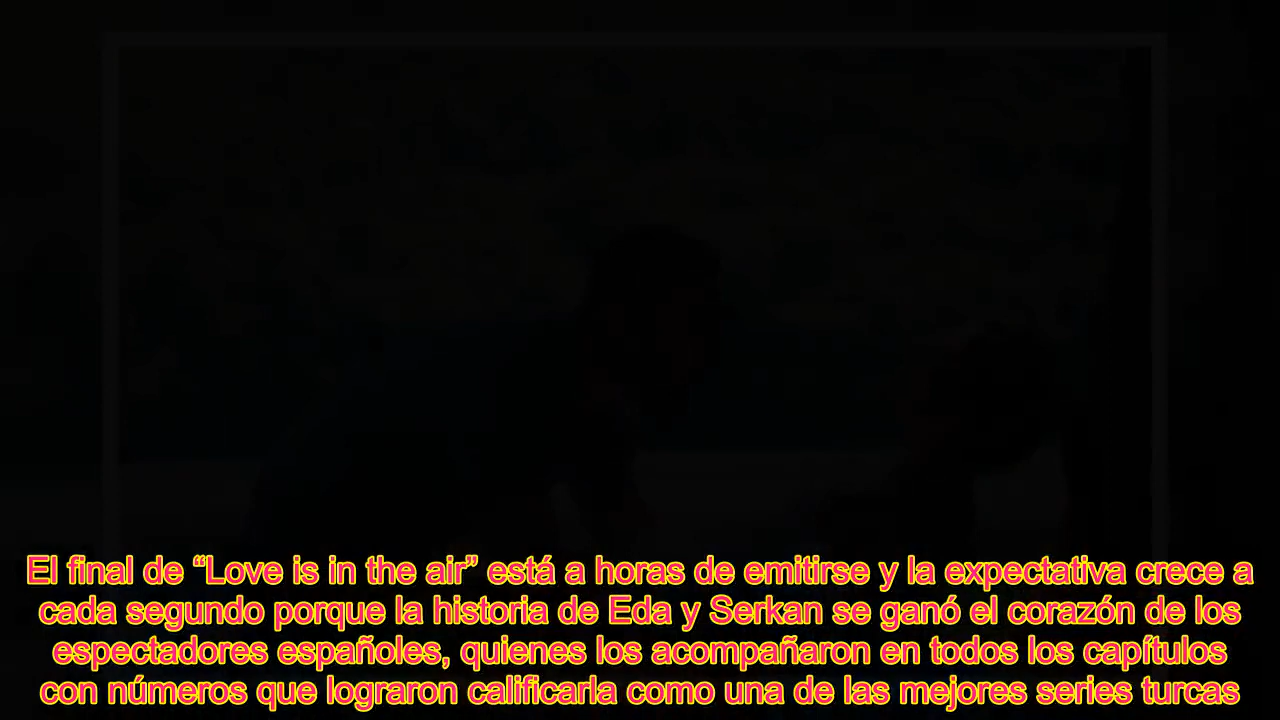 El final de “Love is in the air” está a horas de emitirse y la expectativa crece a
cada segundo porque la historia de Eda y Serkan se ganó el corazón de los
espectadores españoles, quienes los acompañaron en todos los capítulos
con números que lograron calificarla como una de las mejores series turcas